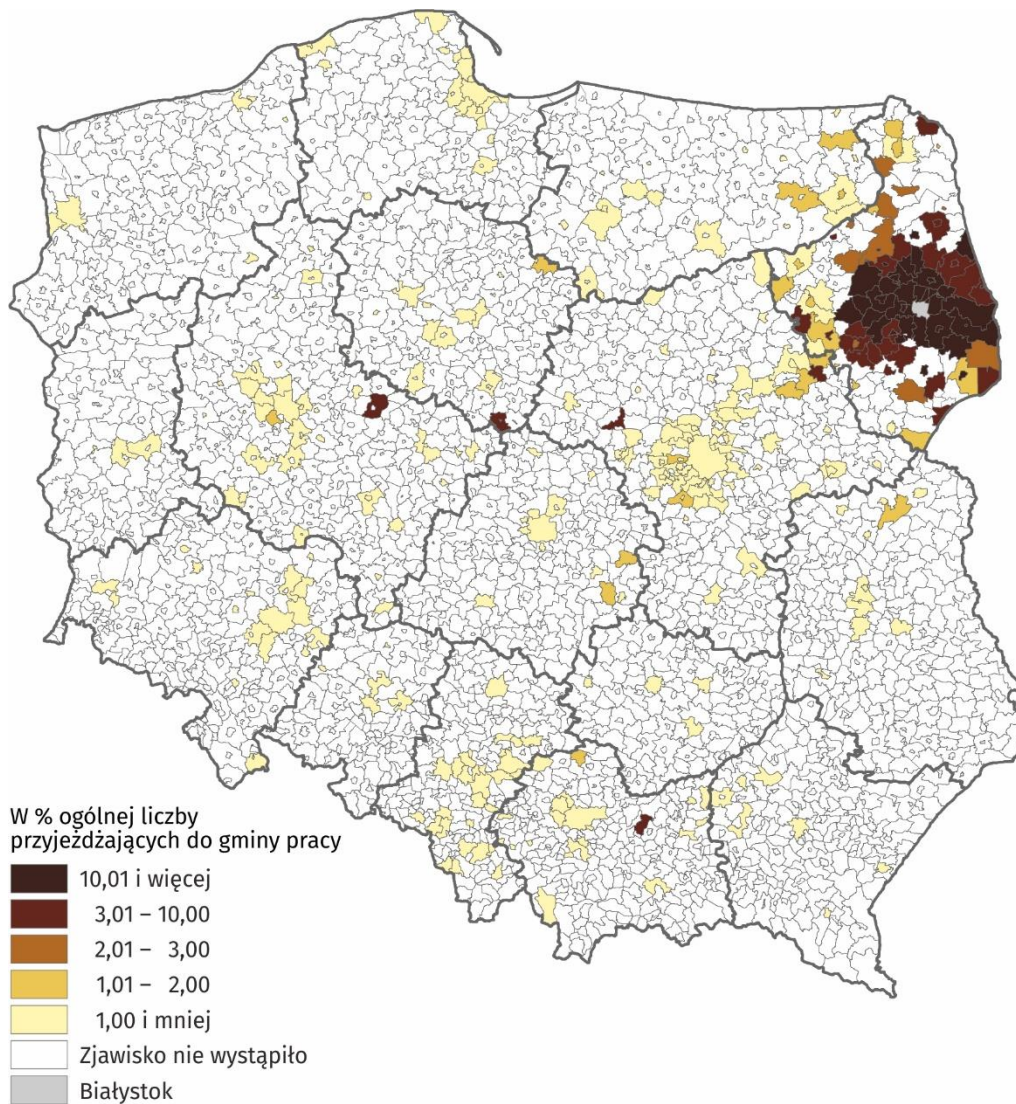 W % ogólnej liczby
przyjeżdżających do gminy pracy
10,01 i więcej
3,01 – 10,00
2,01 – 3,00
1,01 – 2,00
1,00 i mniej
Zjawisko nie wystąpiło
Białystok